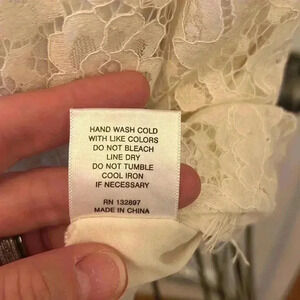 HAND WASH COLD
WITH LIKE COLORS
DO NOT BLEACH
LINE DRY
DO NOT TUMBLE
COOL IRON
IF NECESSARY
RN 132897
MADE IN CHINA